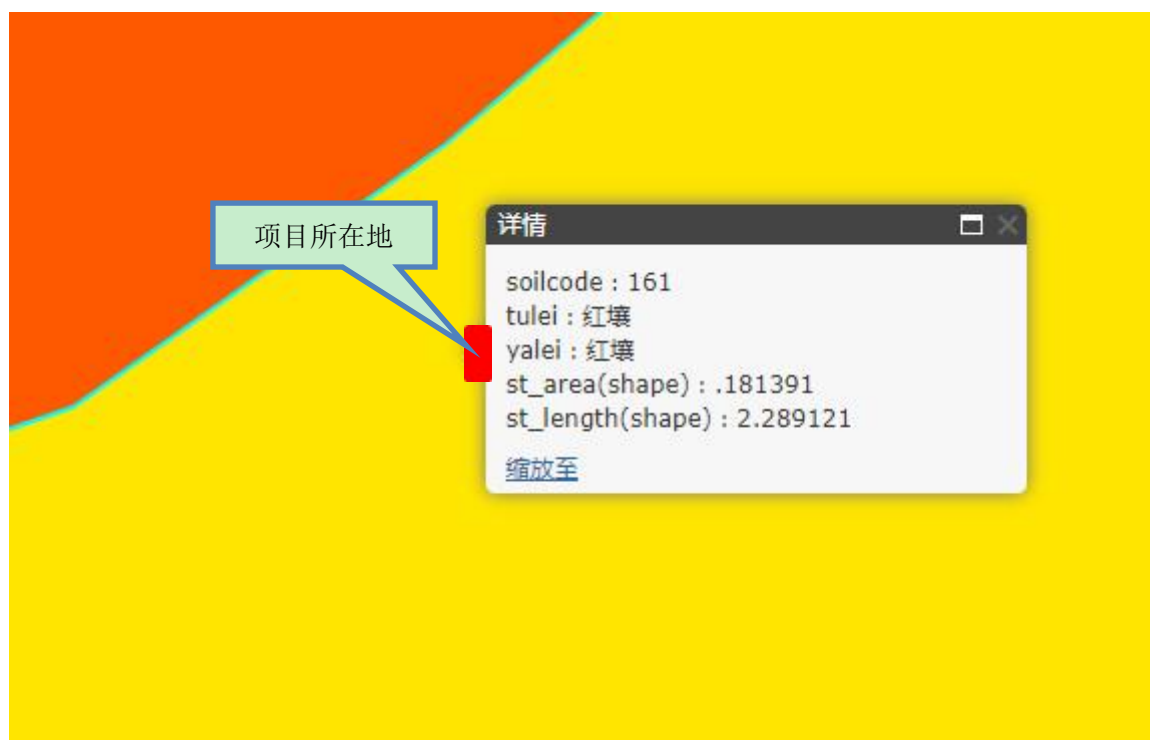 项目所在地
详情
soilcode : 161
tulei : 红壤
yalei : 红壤
st_area(shape) : .181391
st_length(shape) : 2.289121
缩放至